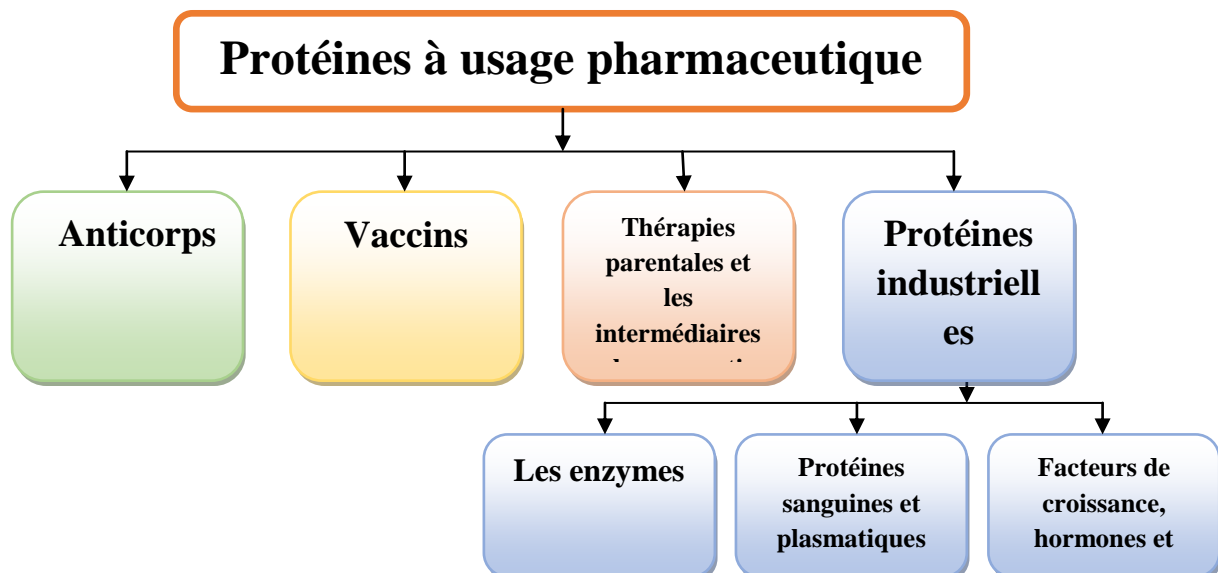 Protéines à usage pharmaceutique
Anticorps
Vaccins
Thérapies
parentales et
les
intermédiaires
Protéines
industriell
es
Les enzymes
Protéines
sanguines et
plasmatiques
Facteurs de
croissance,
hormones et